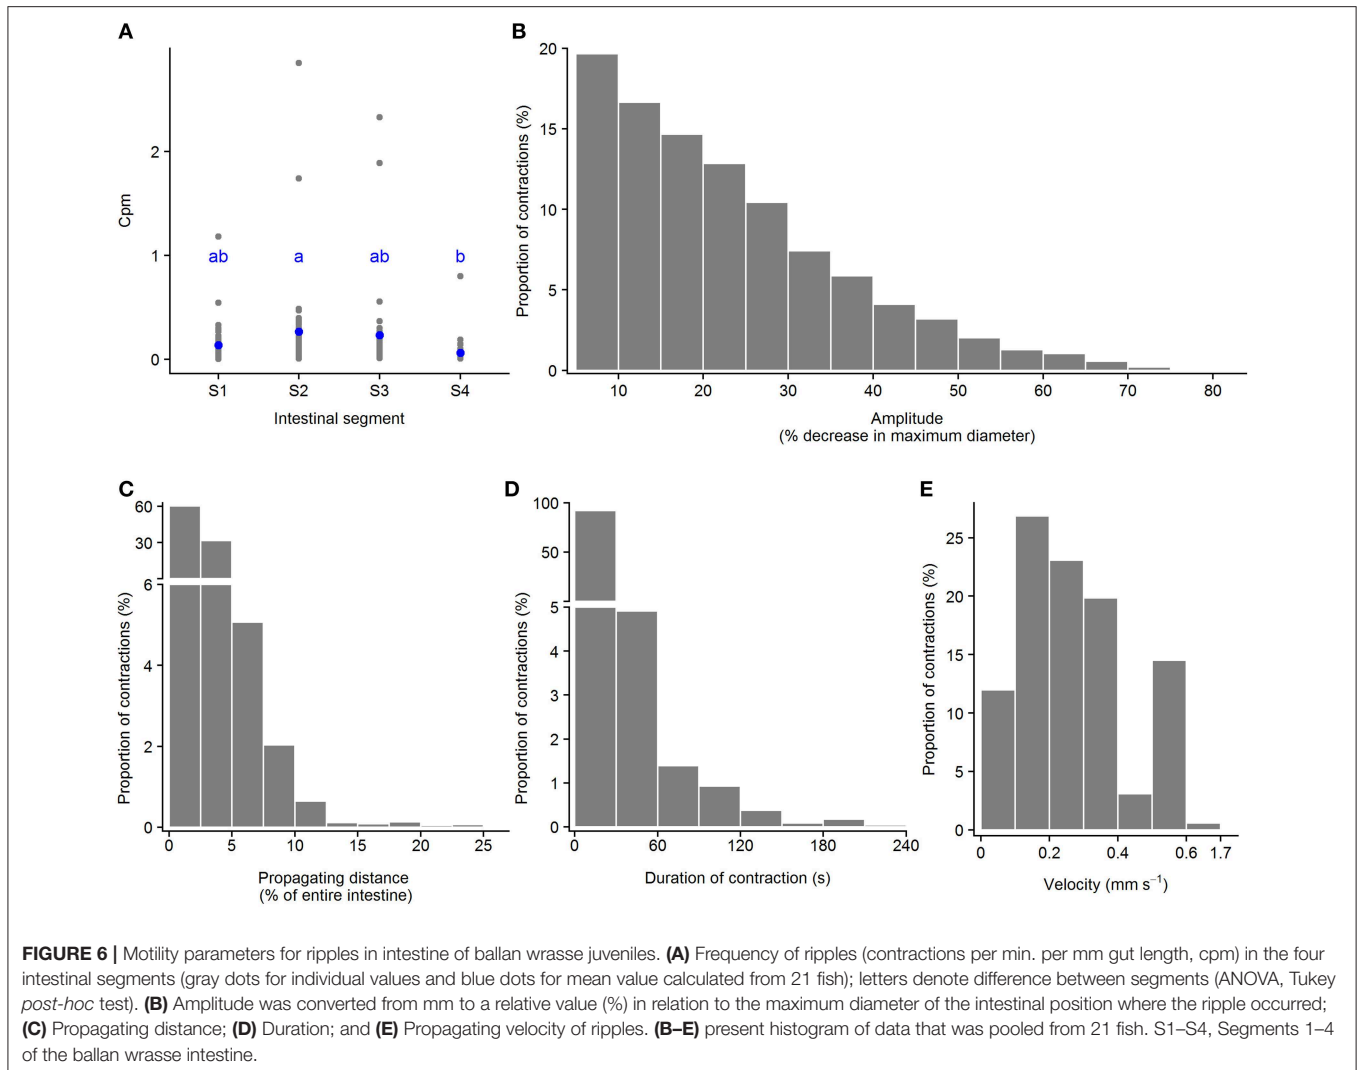 A
Cpm
2
1
0
ab
a
ab
b
S1 S2 S3 S4
Intestinal segment
B
Proportion of contractions (%)
20
15
10
5
0
10 20 30 40 50 60 70 80
Amplitude
(% decrease in maximum diameter)
C
Proportion of contractions (%)
60
30
6
4
2
0
0 5 10 15 20 25
Propagating distance
(% of entire intestine)
D
Proportion of contractions (%)
100
50
5
4
3
2
1
0
0 60 120 180 240
Duration of contraction (s)
E
Proportion of contractions (%)
25
20
15
10
5
0
0 0.2 0.4 0.6 1.7
Velocity (mm s⁻¹)
FIGURE 6 | Motility parameters for ripples in intestine of ballan wrasse juveniles. (A) Frequency of ripples (contractions per min. per mm gut length, cpm) in the four
intestinal segments (gray dots for individual values and blue dots for mean value calculated from 21 fish); letters denote difference between segments (ANOVA, Tukey
post-hoc test). (B) Amplitude was converted from mm to a relative value (%) in relation to the maximum diameter of the intestinal position where the ripple occurred;
(C) Propagating distance; (D) Duration; and (E) Propagating velocity of ripples. (B–E) present histogram of data that was pooled from 21 fish. S1–S4, Segments 1–4
of the ballan wrasse intestine.